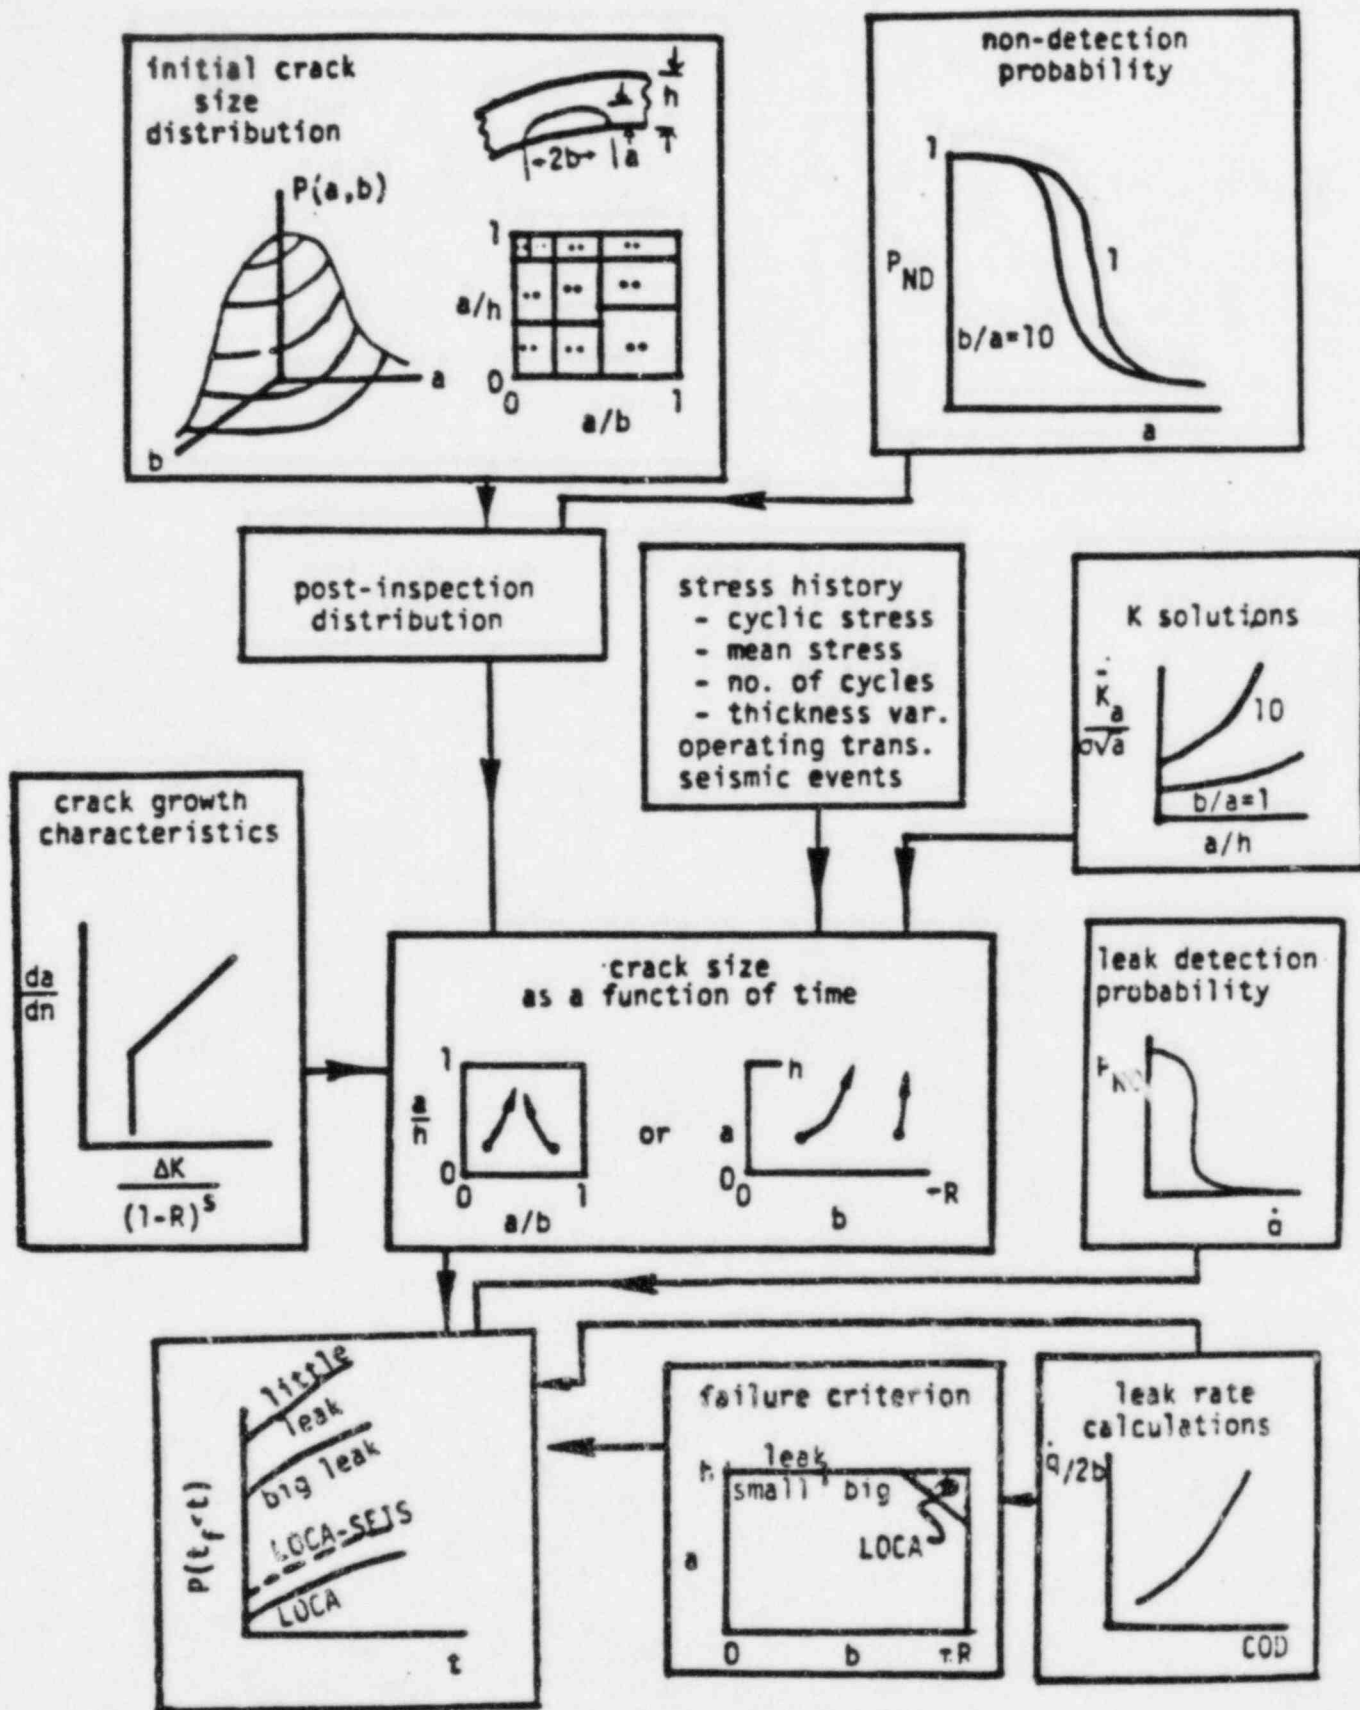 initial crack
size
distribution
h
2b
a
P(a,b)
a
b
1
a/h
0
0
1
a/b
non-detection
probability
1
P_ND
1
b/a=10
a
post-inspection
distribution
stress history
- cyclic stress
- mean stress
- no. of cycles
- thickness var.
operating trans.
seismic events
K solutions
K̄a
σ√a
10
b/a=1
a/h
crack growth
characteristics
da
dn
ΔK
(1-R)^s
crack size
as a function of time
1
a
h
0
0
1
a/b
or
h
a
0
0
b
leak detection
probability
P_ND
little
leak
big leak
LOCA-SEIS
LOCA
P(t_f<t)
t
failure criterion
h
leak
small
big
LOCA
a
0
b
πR
leak rate
calculations
Q̇/2b
COD